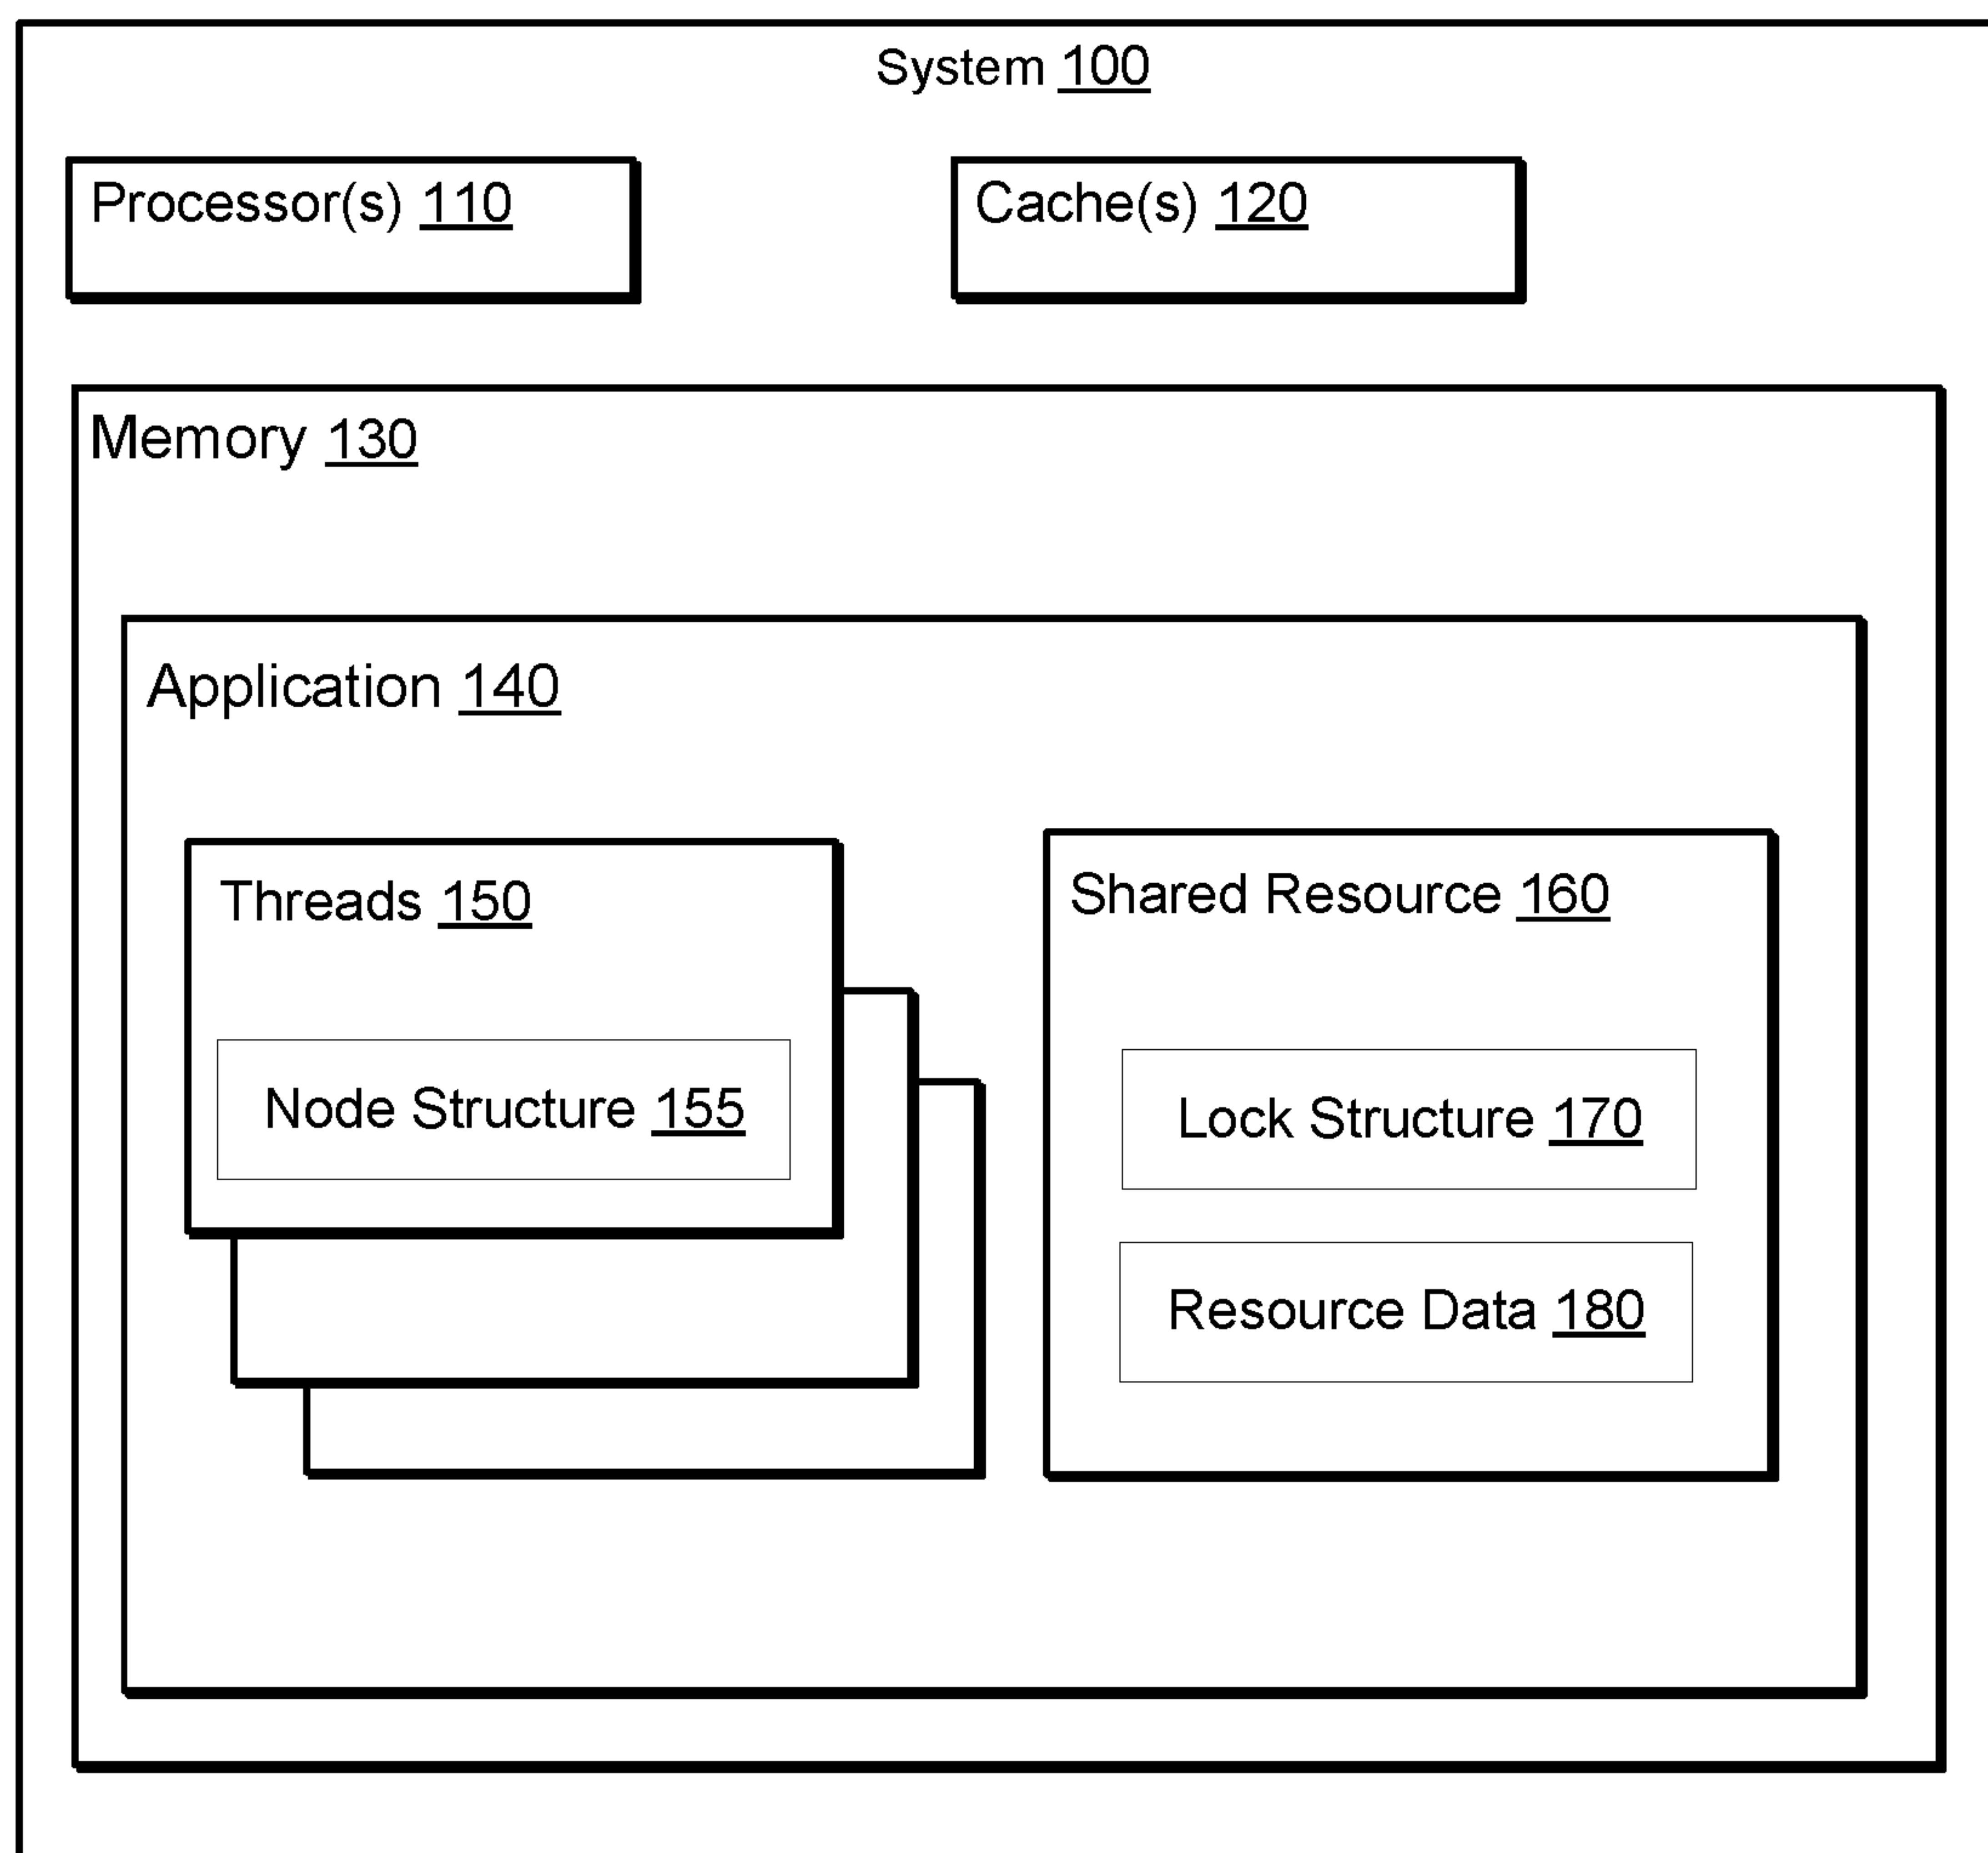 System 100
Processor(s) 110
Cache(s) 120
Memory 130
Application 140
Threads 150
Node Structure 155
Shared Resource 160
Lock Structure 170
Resource Data 180